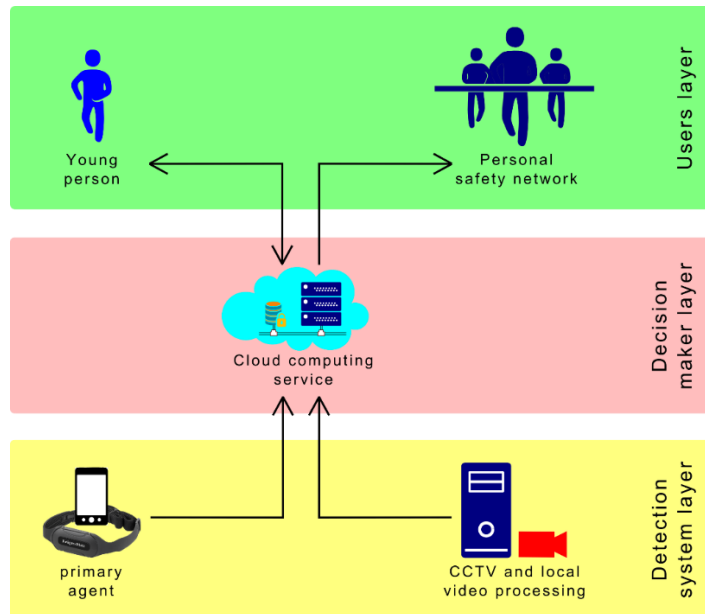 Young
person
Personal
safety network
Users layer
Cloud computing
service
Decision
maker layer
primary
agent
CCTV and local
video processing
Detection
system layer